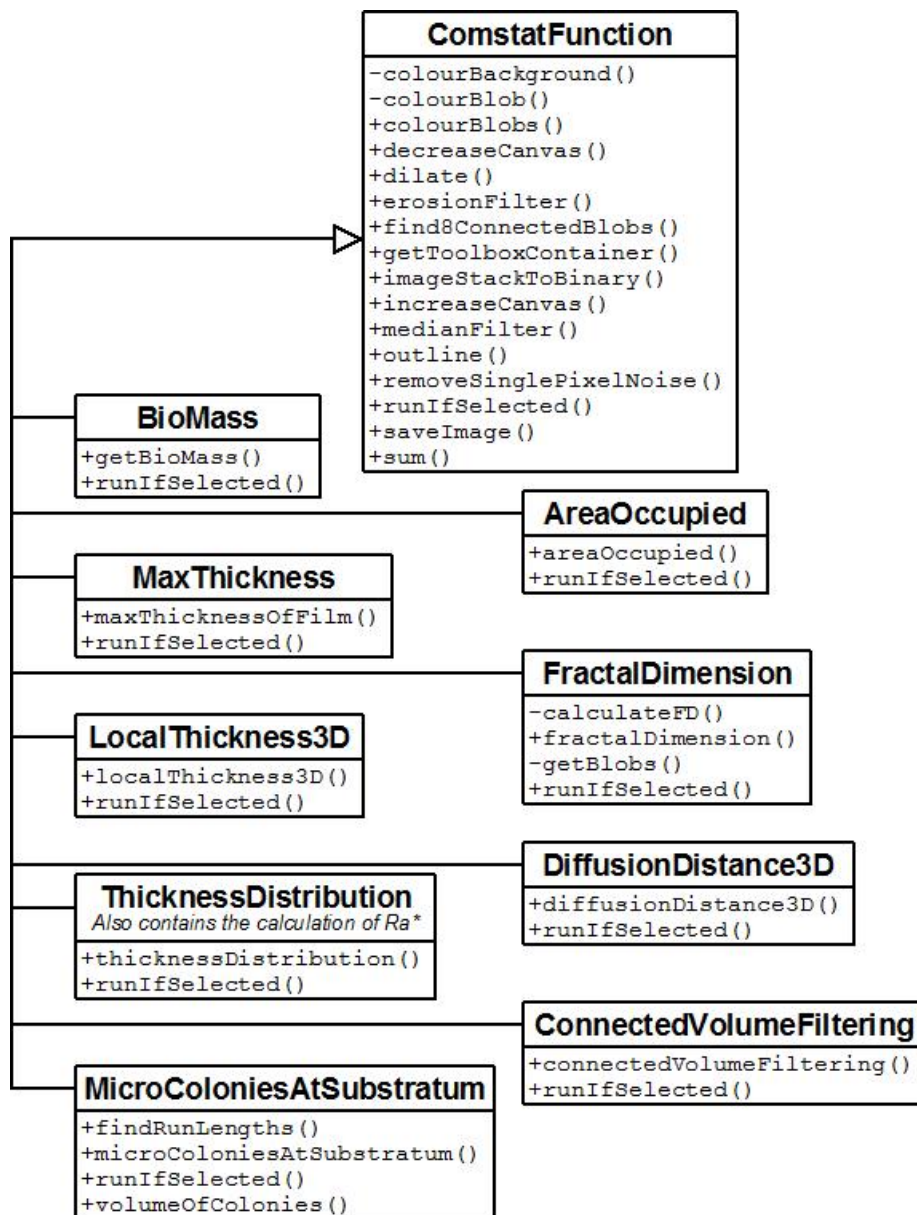 ComstatFunction
-colourBackground()
-colourBlob()
+colourBlobs()
+decreaseCanvas()
+dilate()
+erosionFilter()
+find8ConnectedBlobs()
+getToolboxContainer()
+imageStackToBinary()
+increaseCanvas()
+medianFilter()
+outline()
+removeSinglePixelNoise()
+runIfSelected()
+saveImage()
+sum()
BioMass
+getBioMass()
+runIfSelected()
AreaOccupied
+areaOccupied()
+runIfSelected()
MaxThickness
+maxThicknessOfFilm()
+runIfSelected()
FractalDimension
-calculateFD()
+fractalDimension()
-getBlobs()
+runIfSelected()
LocalThickness3D
+localThickness3D()
+runIfSelected()
DiffusionDistance3D
+diffusionDistance3D()
+runIfSelected()
ThicknessDistribution
Also contains the calculation of Ra*
+thicknessDistribution()
+runIfSelected()
ConnectedVolumeFiltering
+connectedVolumeFiltering()
+runIfSelected()
MicroColoniesAtSubstratum
+findRunLengths()
+microColoniesAtSubstratum()
+runIfSelected()
+volumeOfColonies()